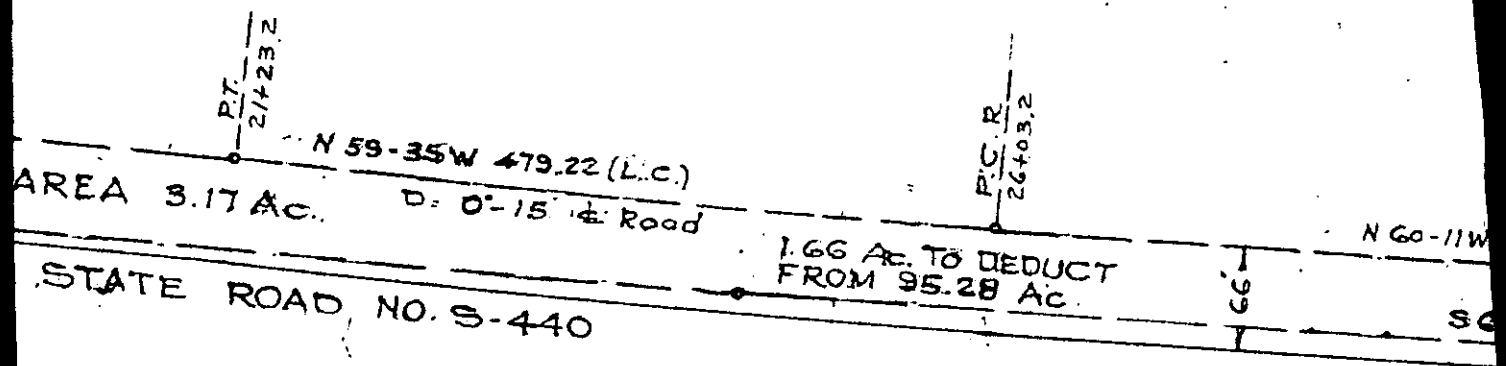 P.T.
21+23.2
N 59-35W 479.22 (L.C.)
D: 0°-15' ℄ Road
AREA 3.17 Ac.
P.C. R
26+03.2
1.66 Ac. TO DEDUCT
FROM 95.28 Ac.
N 60-11W
66'
STATE ROAD NO. S-440